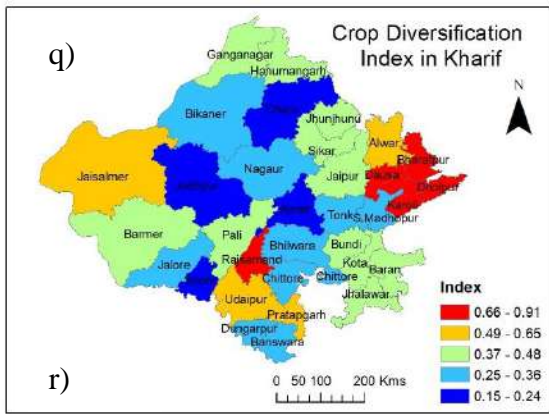 q)
Crop Diversification
Index in Kharif
N
Ganganagar
Hanumangarh
Bikaner
Jhunjhunu
Sikar
Alwar
Bharatpur
Nagaur
Jaipur
Dausa
Dholpur
Jaisalmer
Karoli
Tonk
S.Madhopur
Barmer
Pali
Bhilwara
Bundi
Rajsamand
Kota
Baran
Jalore
Chittore
Chittore
Jhalawar
Udaipur
Pratapgarh
Dungarpur
Banswara
Index
0.66 - 0.91
0.49 - 0.65
0.37 - 0.48
0.25 - 0.36
0.15 - 0.24
r)
0 50 100 200 Kms